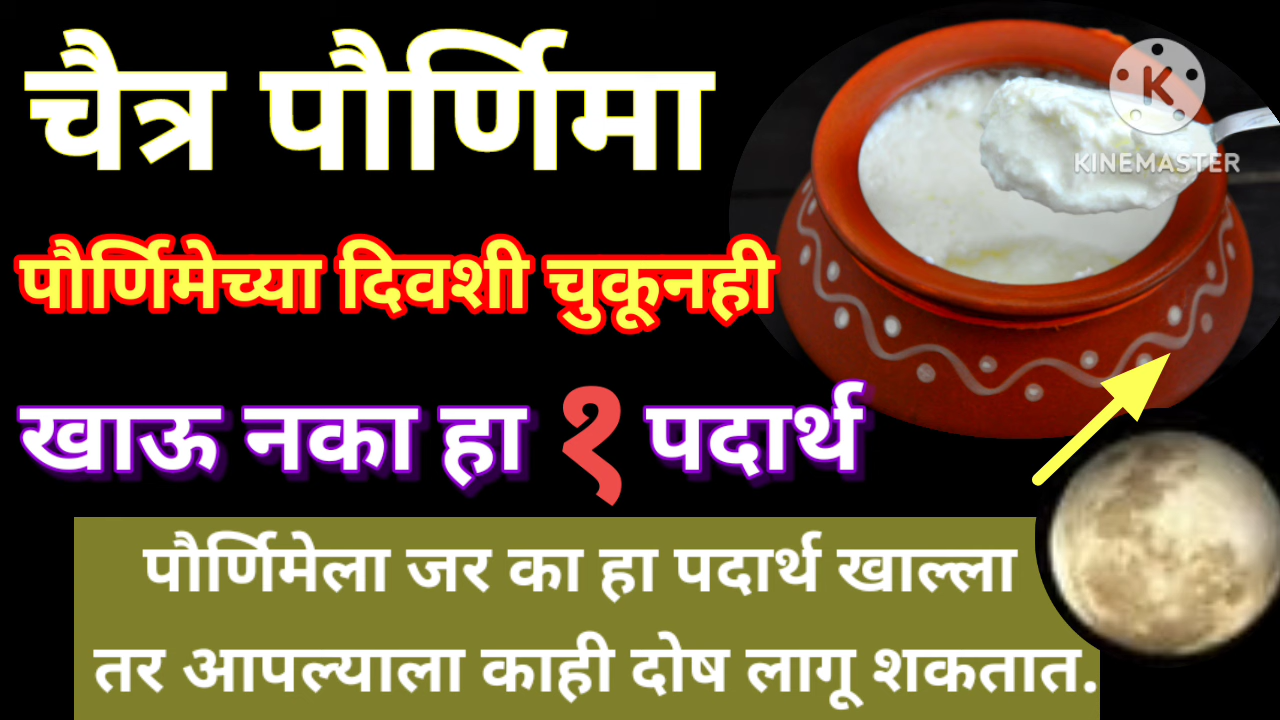 चैत्र पौर्णिमा
पौर्णिमेच्या दिवशी चुकूनही
खाऊ नका हा १ पदार्थ
पौर्णिमेला जर का हा पदार्थ खाल्ला
तर आपल्याला काही दोष लागू शकतात.
K
KINEMASTER